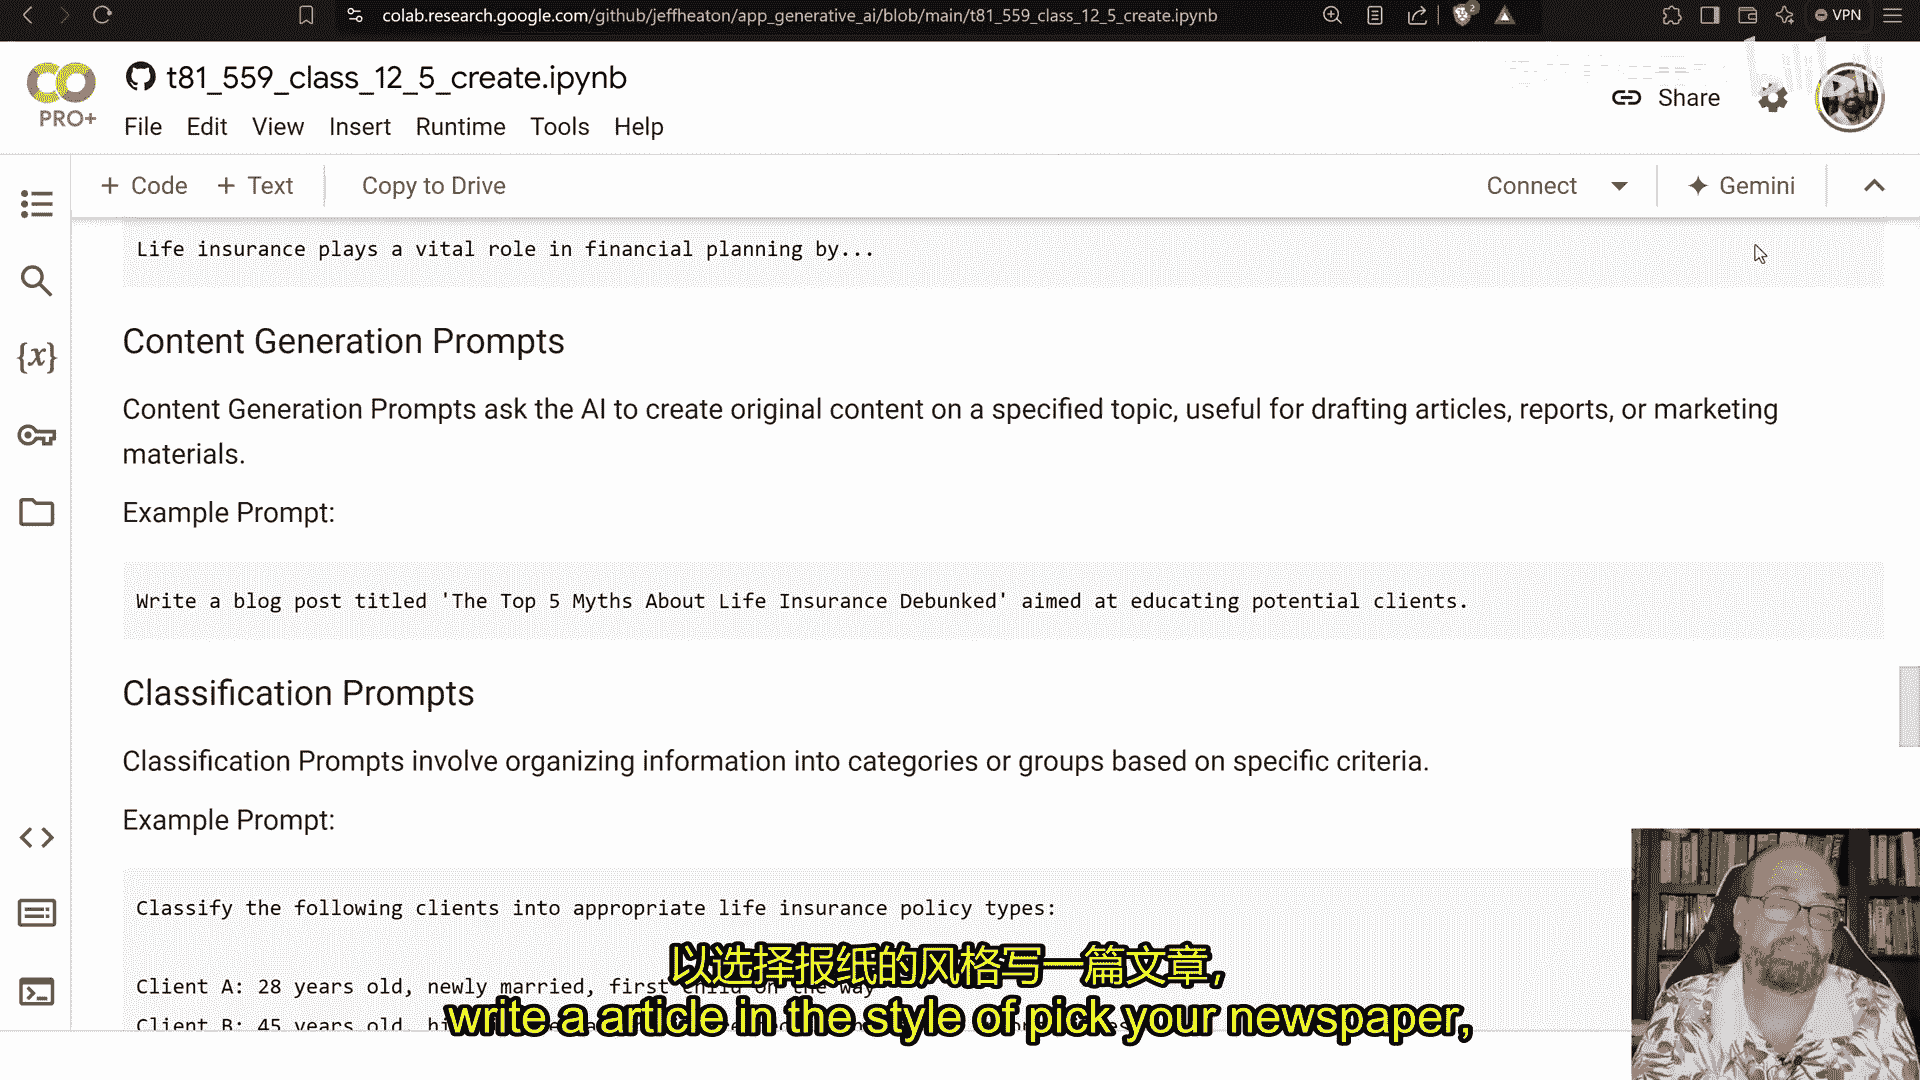 colab.research.google.com/github/jeffheaton/app_generative_ai/blob/main/t81_559_class_12_5_create.ipynb
2
VPN
CO
PRO+
t81_559_class_12_5_create.ipynb
File Edit View Insert Runtime Tools Help
Share
+ Code + Text Copy to Drive
Connect Gemini
Life insurance plays a vital role in financial planning by...
Content Generation Prompts
Content Generation Prompts ask the AI to create original content on a specified topic, useful for drafting articles, reports, or marketing
materials.
Example Prompt:
Write a blog post titled 'The Top 5 Myths About Life Insurance Debunked' aimed at educating potential clients.
Classification Prompts
Classification Prompts involve organizing information into categories or groups based on specific criteria.
Example Prompt:
Classify the following clients into appropriate life insurance policy types:
Client A: 28 years old, newly married, first child on the way
Client B: 45 years old,
以选择报纸的风格写一篇文章,
write a article in the style of pick your newspaper,